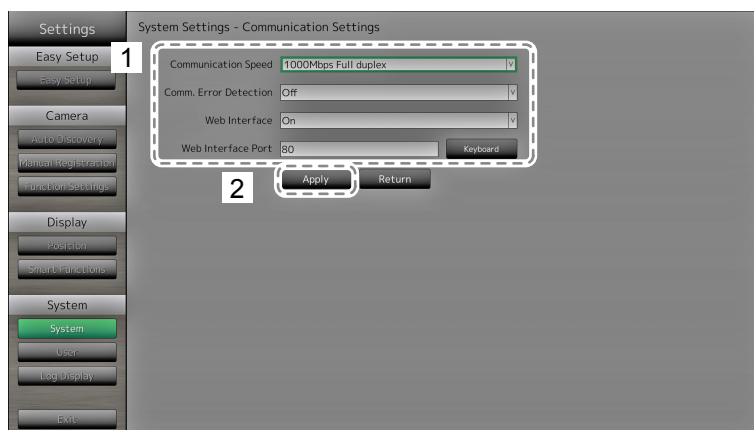 Settings
System Settings - Communication Settings
Easy Setup
Easy Setup
Camera
Auto Discovery
Manual Registration
Function Settings
Display
Position
Smart Functions
System
System
User
Log Display
Exit
1
Communication Speed 1000Mbps Full duplex
Comm. Error Detection Off
Web Interface On
Web Interface Port 80 Keyboard
2
Apply Return